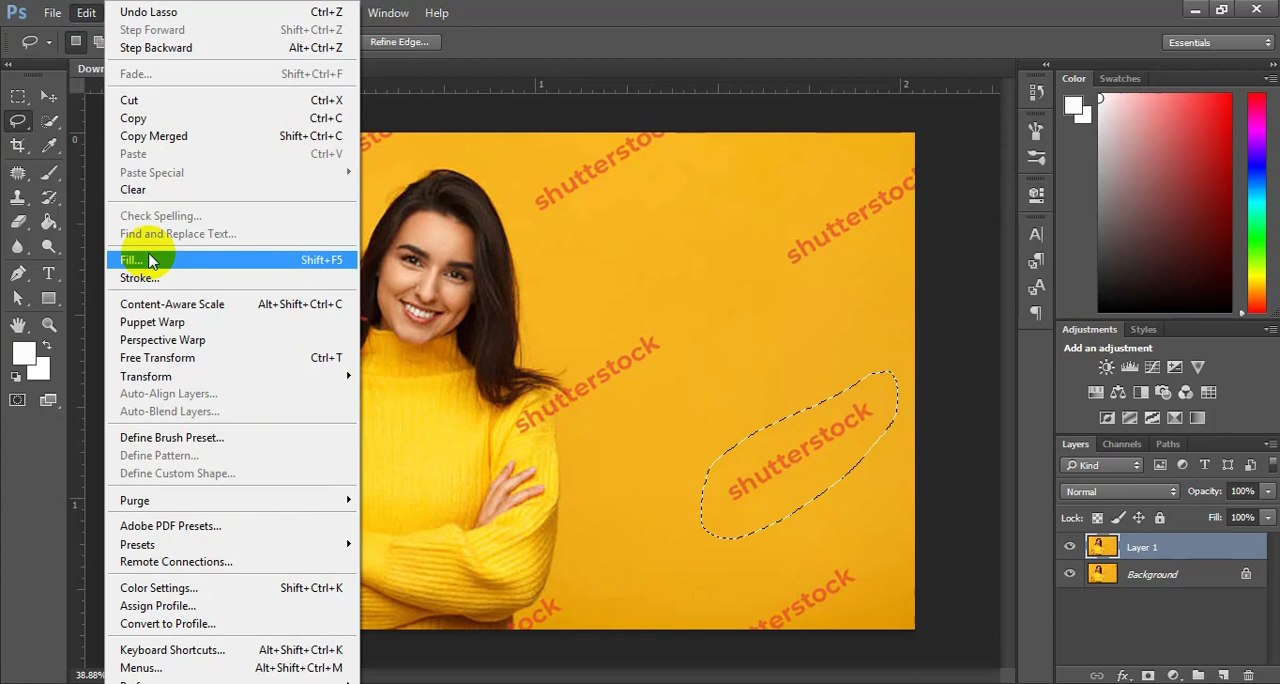 Ps File Edit Window Help
Refine Edge...
Essentials
Down
Undo Lasso Ctrl+Z
Step Forward Shift+Ctrl+Z
Step Backward Alt+Ctrl+Z
Fade... Shift+Ctrl+F
Cut Ctrl+X
Copy Ctrl+C
Copy Merged Shift+Ctrl+C
Paste Ctrl+V
Paste Special
Clear
Check Spelling...
Find and Replace Text...
Fill... Shift+F5
Stroke...
Content-Aware Scale Alt+Shift+Ctrl+C
Puppet Warp
Perspective Warp
Free Transform Ctrl+T
Transform
Auto-Align Layers...
Auto-Blend Layers...
Define Brush Preset...
Define Pattern...
Define Custom Shape...
Purge
Adobe PDF Presets...
Presets
Remote Connections...
Color Settings... Shift+Ctrl+K
Assign Profile...
Convert to Profile...
Keyboard Shortcuts... Alt+Shift+Ctrl+K
Menus... Alt+Shift+Ctrl+M
38.88%
1 2
0
1
shutterstock
shutterstock
shutterstock
shutterstock
Color Swatches
Adjustments Styles
Add an adjustment
Layers Channels Paths
Kind
Normal Opacity: 100%
Lock: Fill: 100%
Layer 1
Background